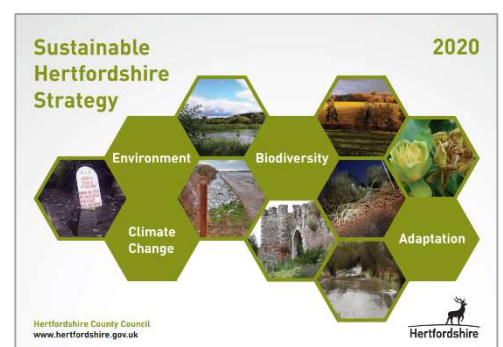 Sustainable
Hertfordshire
Strategy
2020
Environment
Biodiversity
Climate
Change
Adaptation
Hertfordshire County Council
www.hertfordshire.gov.uk
Hertfordshire